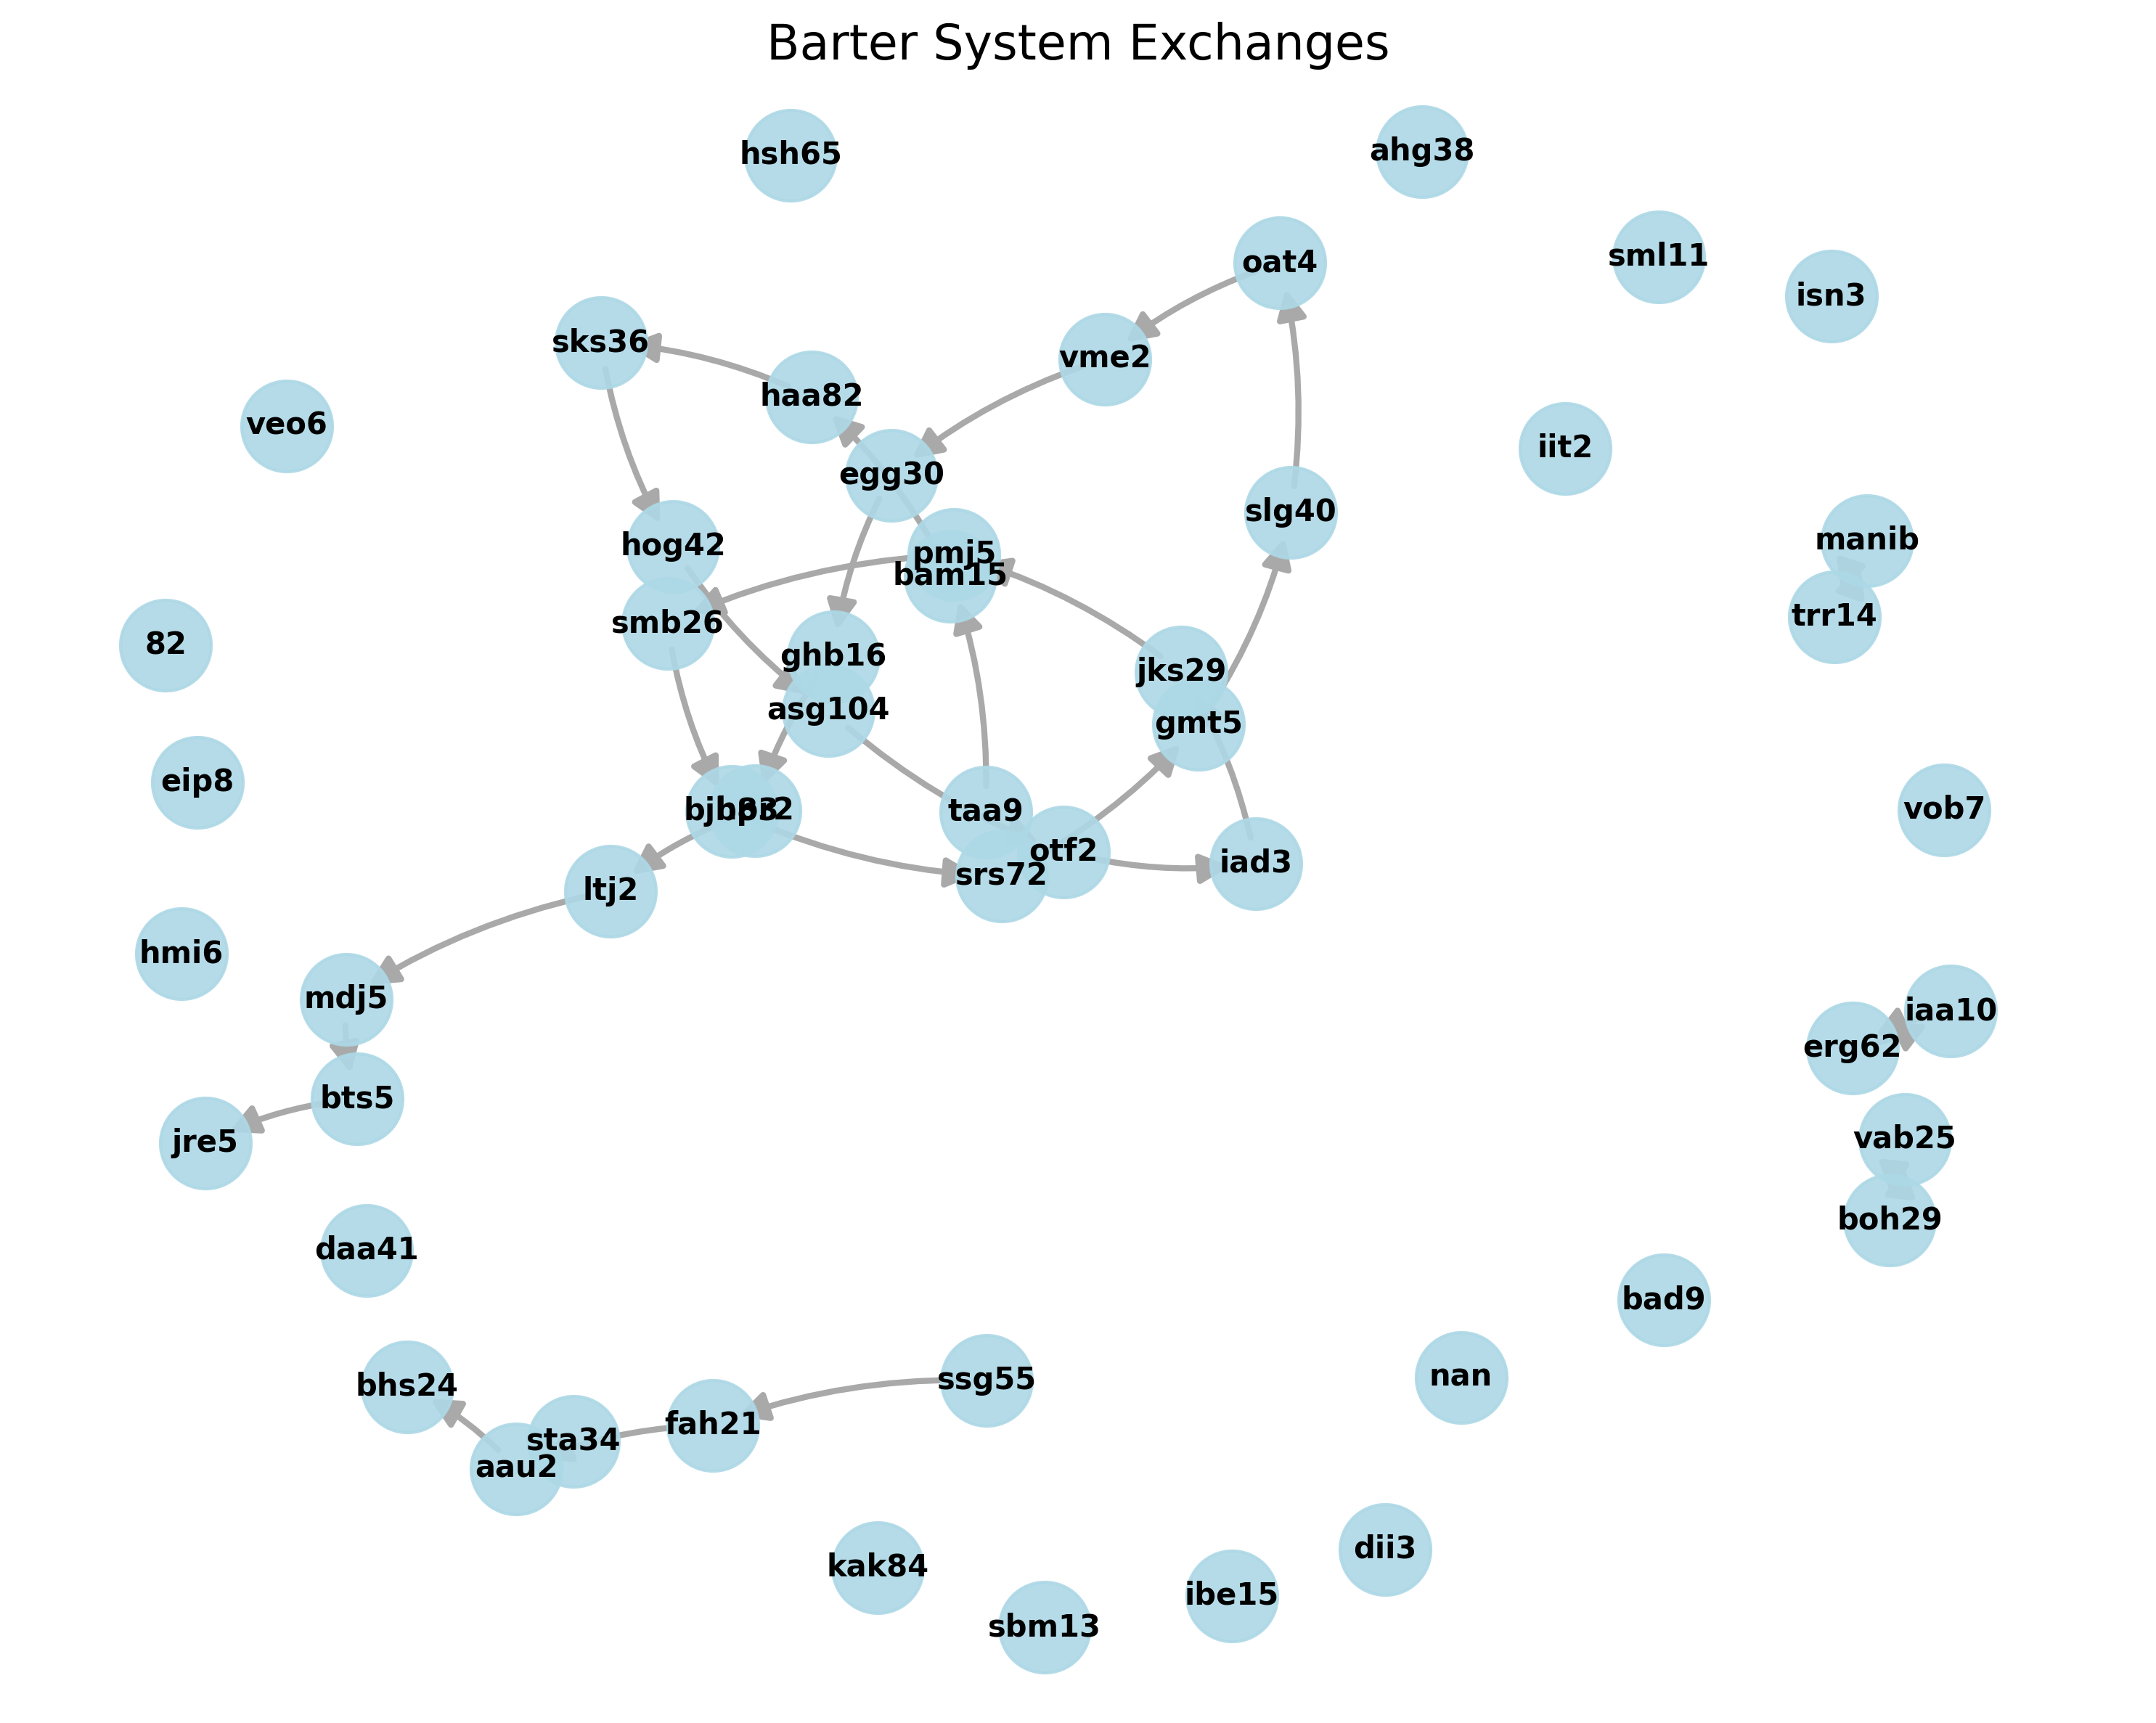 Barter System Exchanges
hsh65
ahg38
sml11
oat4
isn3
sks36
vme2
haa82
veo6
iit2
egg30
slg40
manib
hog42
pmj5
bam15
trr14
smb26
82
ghb16
jks29
asg104
gmt5
eip8
taa9
vob7
otf2
iad3
srs72
ltj2
hmi6
mdj5
iaa10
erg62
bts5
vab25
jre5
boh29
daa41
bad9
nan
ssg55
bhs24
fah21
sta34
aau2
dii3
kak84
ibe15
sbm13